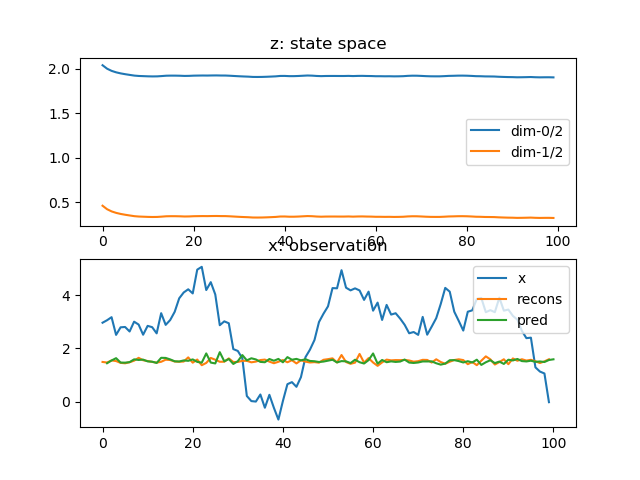 z: state space
2.0
1.5
1.0
0.5
dim-0/2
dim-1/2
0 20 40 60 80 100
x: observation
4
2
0
x
recons
pred
0 20 40 60 80 100